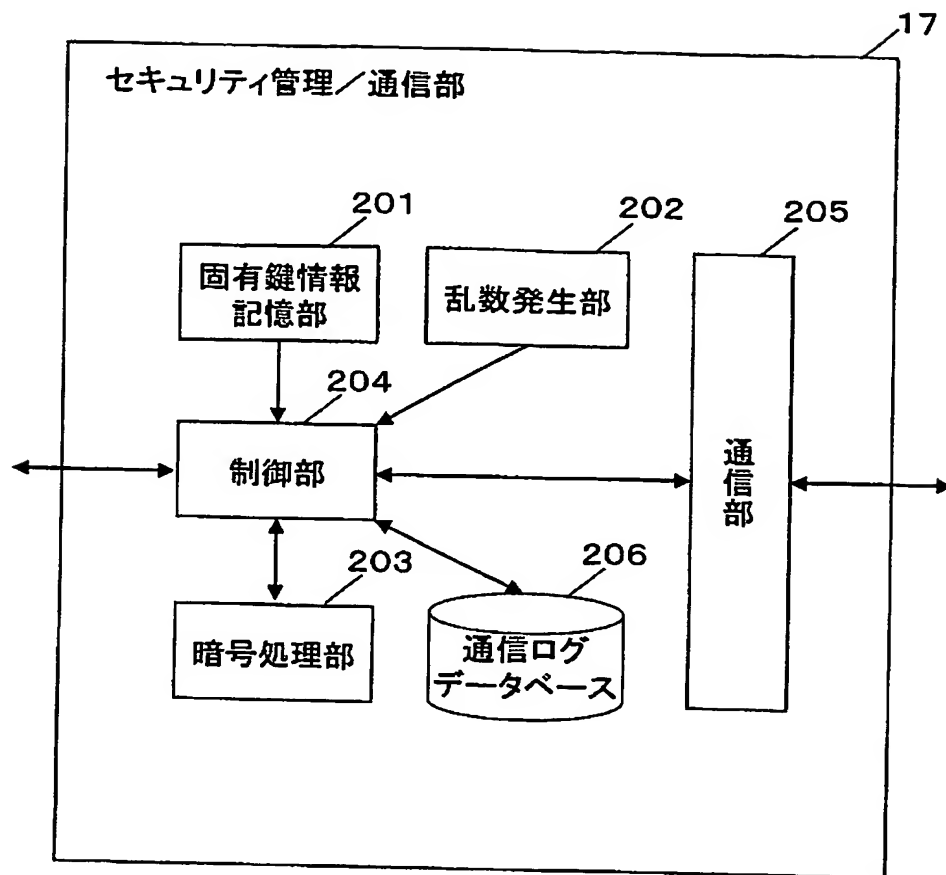 17
セキュリティ管理／通信部
201
固有鍵情報
記憶部
202
乱数発生部
205
通信部
204
制御部
203
暗号処理部
206
通信ログ
データベース